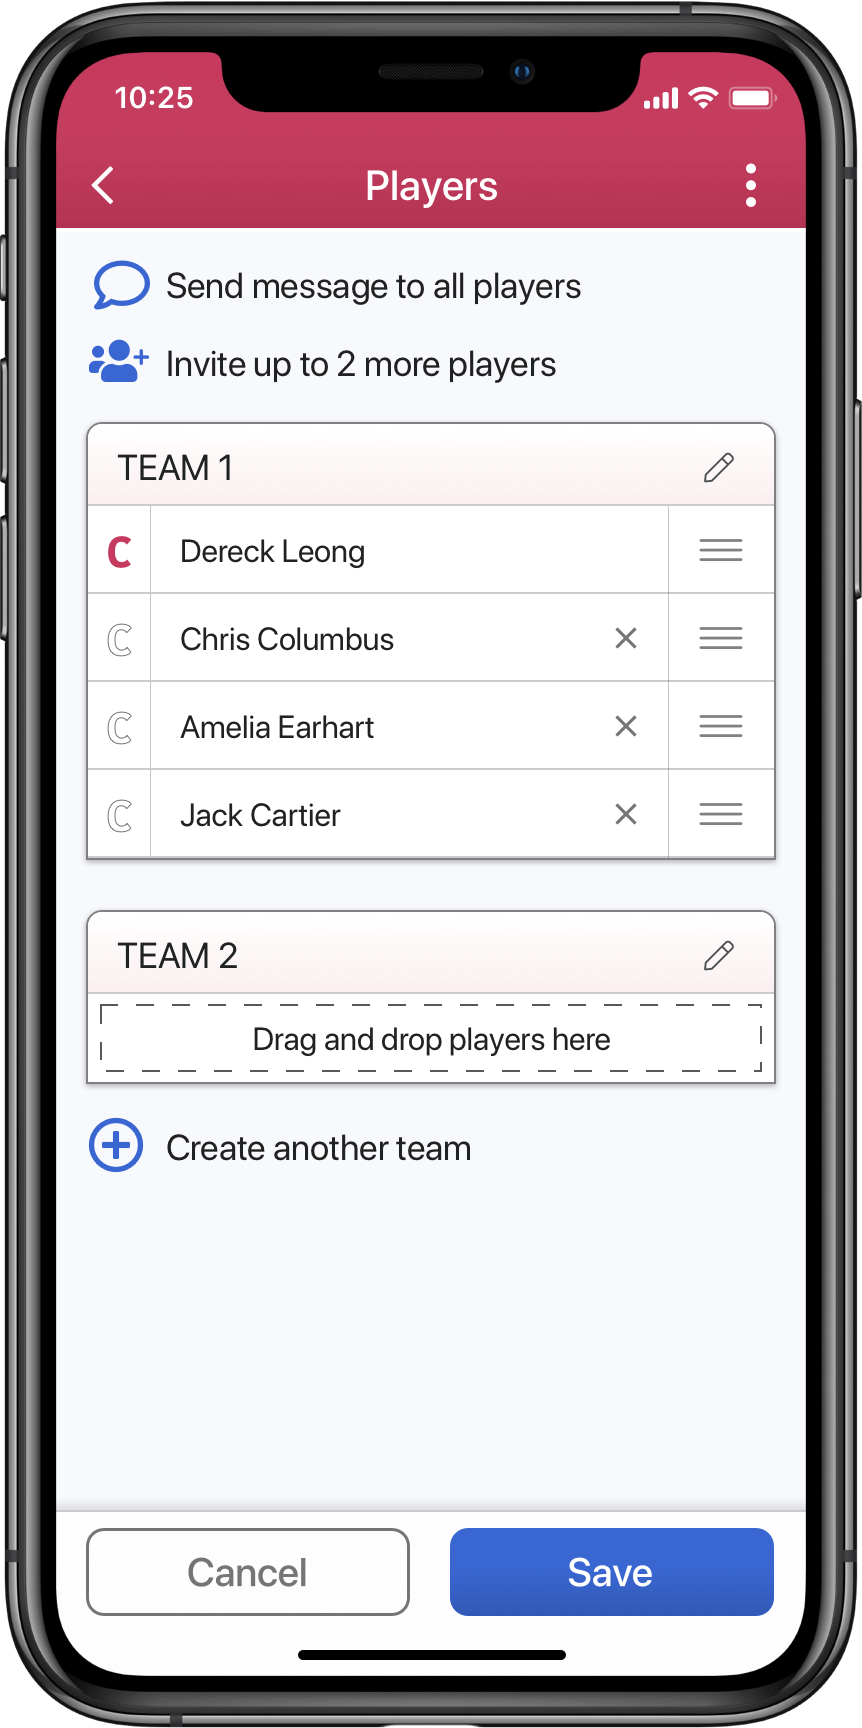 10:25
Players
Send message to all players
Invite up to 2 more players
TEAM 1
C Dereck Leong
C Chris Columbus
C Amelia Earhart
C Jack Cartier
TEAM 2
Drag and drop players here
Create another team
Cancel Save